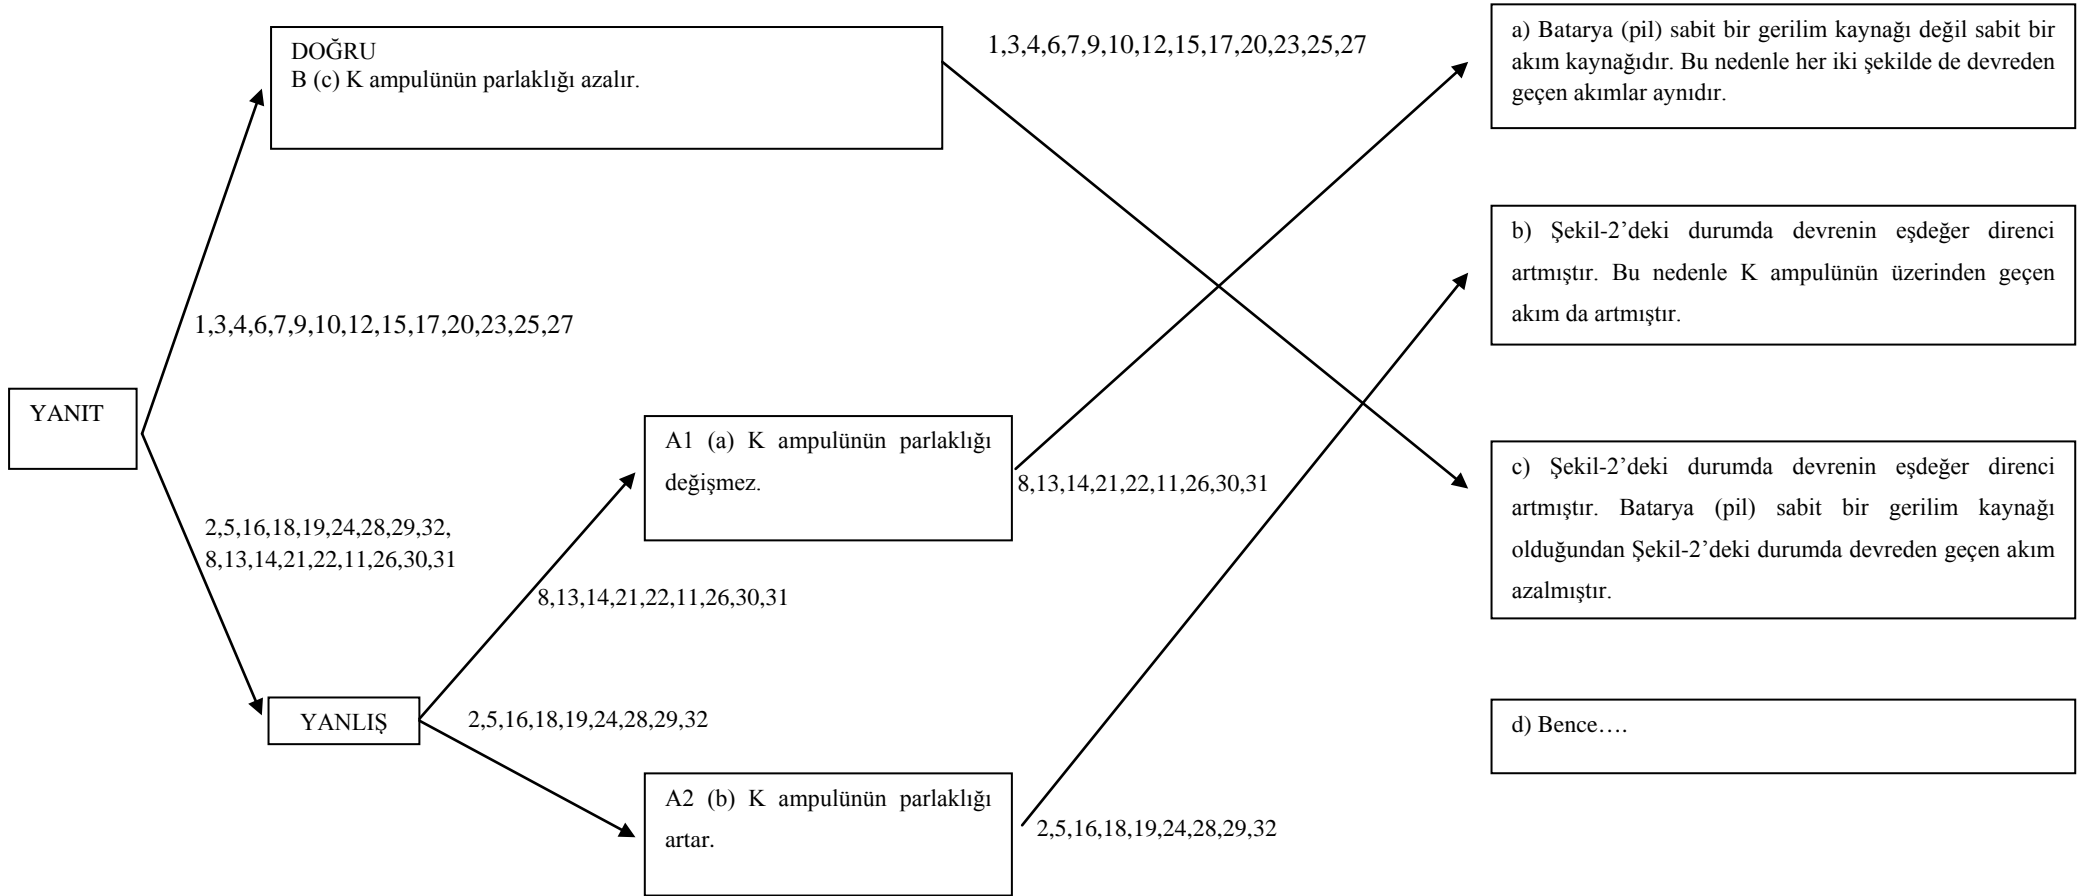 DOĞRU
B (c) K ampulünün parlaklığı azalır.
1,3,4,6,7,9,10,12,15,17,20,23,25,27
a) Batarya (pil) sabit bir gerilim kaynağı değil sabit bir
akım kaynağıdır. Bu nedenle her iki şekilde de devreden
geçen akımlar aynıdır.
b) Şekil-2’deki durumda devrenin eşdeğer direnci
artmıştır. Bu nedenle K ampulünün üzerinden geçen
akım da artmıştır.
1,3,4,6,7,9,10,12,15,17,20,23,25,27
YANIT
A1 (a) K ampulünün parlaklığı
değişmez.
8,13,14,21,22,11,26,30,31
c) Şekil-2’deki durumda devrenin eşdeğer direnci
artmıştır. Batarya (pil) sabit bir gerilim kaynağı
olduğundan Şekil-2’deki durumda devreden geçen akım
azalmıştır.
2,5,16,18,19,24,28,29,32,
8,13,14,21,22,11,26,30,31
8,13,14,21,22,11,26,30,31
YANLIŞ
2,5,16,18,19,24,28,29,32
d) Bence….
A2 (b) K ampulünün parlaklığı
artar.
2,5,16,18,19,24,28,29,32